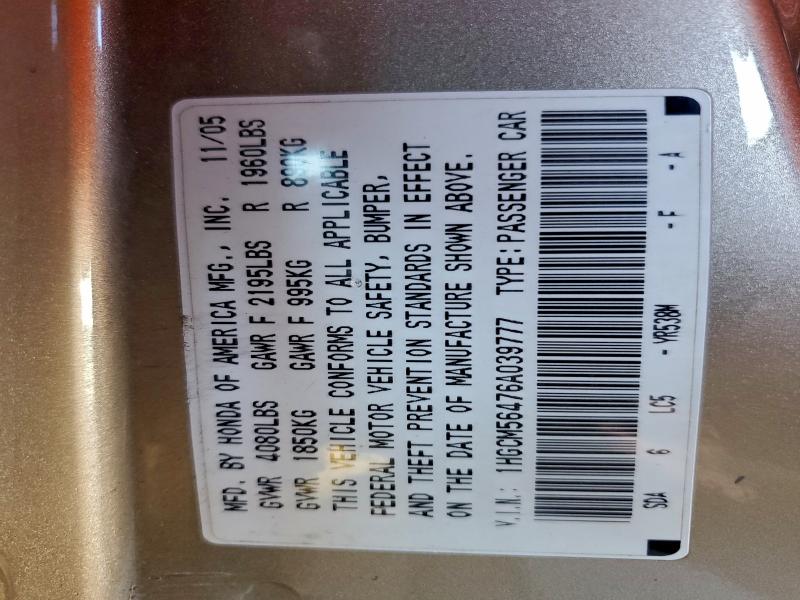 MFD. BY HONDA OF AMERICA MFG., INC. 11/05
GVWR 4080LBS GAWR F 2195LBS R 1960LBS
GVWR 1850KG GAWR F 995KG R 889KG
THIS VEHICLE CONFORMS TO ALL APPLICABLE
FEDERAL MOTOR VEHICLE SAFETY, BUMPER,
AND THEFT PREVENTION STANDARDS IN EFFECT
ON THE DATE OF MANUFACTURE SHOWN ABOVE.
V.I.N.: 1HGCM56476A039777 TYPE: PASSENGER CAR
SDA 6 LC5 -YR538M -F -A